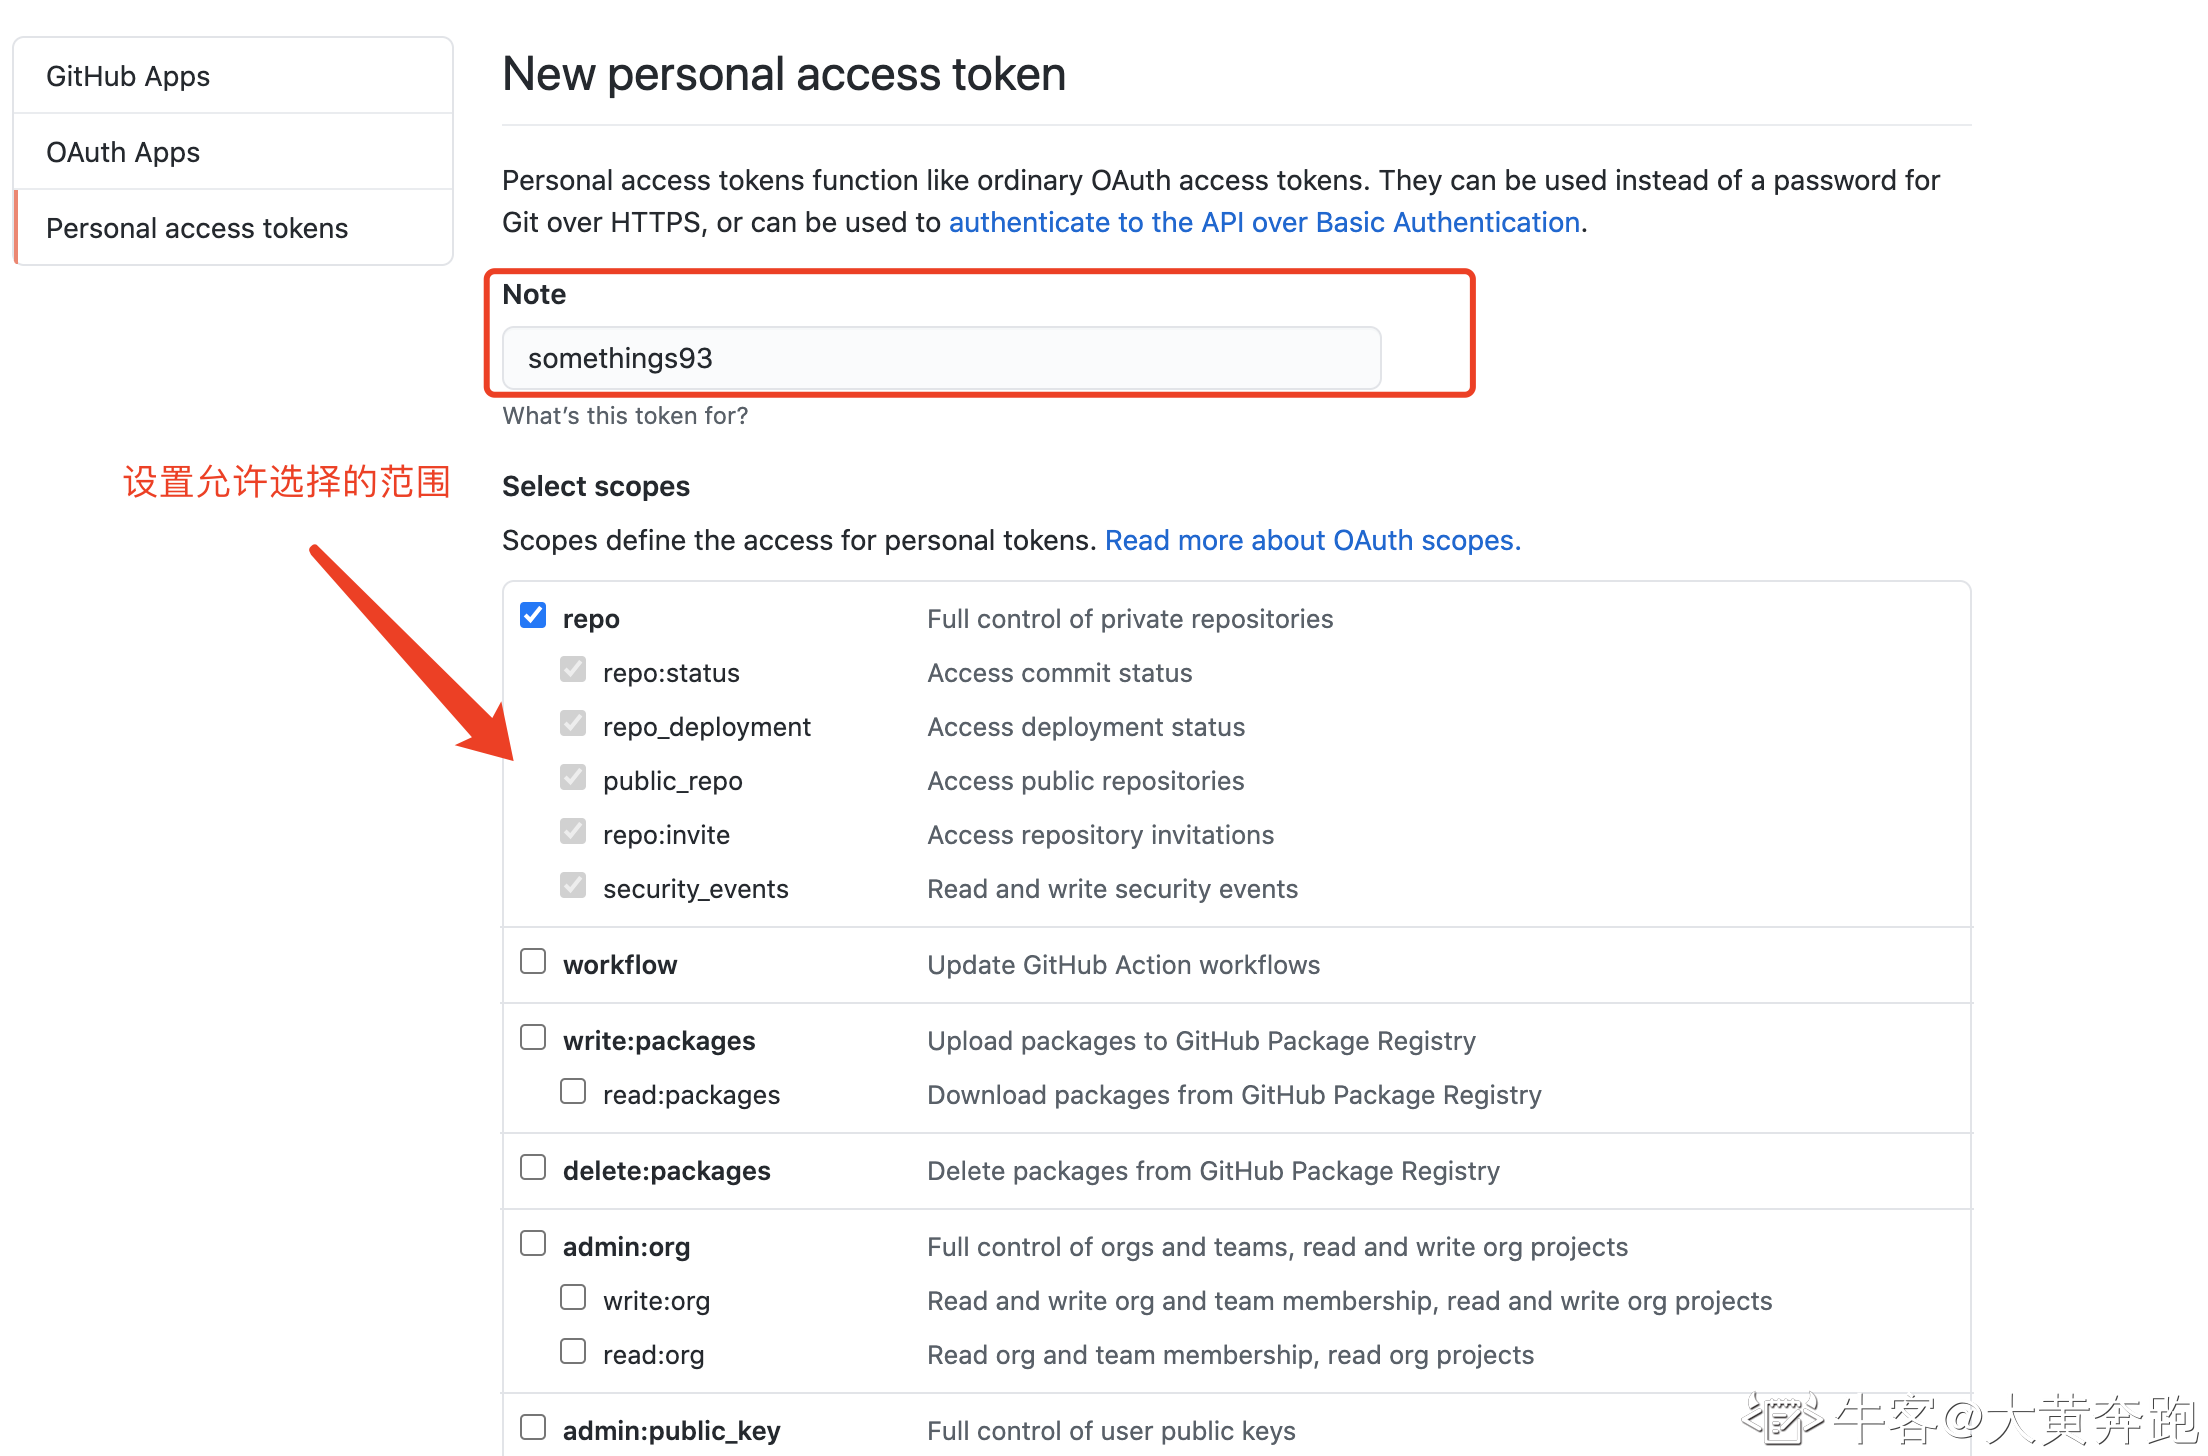 GitHub Apps
OAuth Apps
Personal access tokens
New personal access token
Personal access tokens function like ordinary OAuth access tokens. They can be used instead of a password for
Git over HTTPS, or can be used to authenticate to the API over Basic Authentication.
Note
somethings93
What's this token for?
设置允许选择的范围
Select scopes
Scopes define the access for personal tokens. Read more about OAuth scopes.
repo Full control of private repositories
repo:status Access commit status
repo_deployment Access deployment status
public_repo Access public repositories
repo:invite Access repository invitations
security_events Read and write security events
workflow Update GitHub Action workflows
write:packages Upload packages to GitHub Package Registry
read:packages Download packages from GitHub Package Registry
delete:packages Delete packages from GitHub Package Registry
admin:org Full control of orgs and teams, read and write org projects
write:org Read and write org and team membership, read and write org projects
read:org Read org and team membership, read org projects
admin:public_key Full control of user public keys
牛客@大黄奔跑